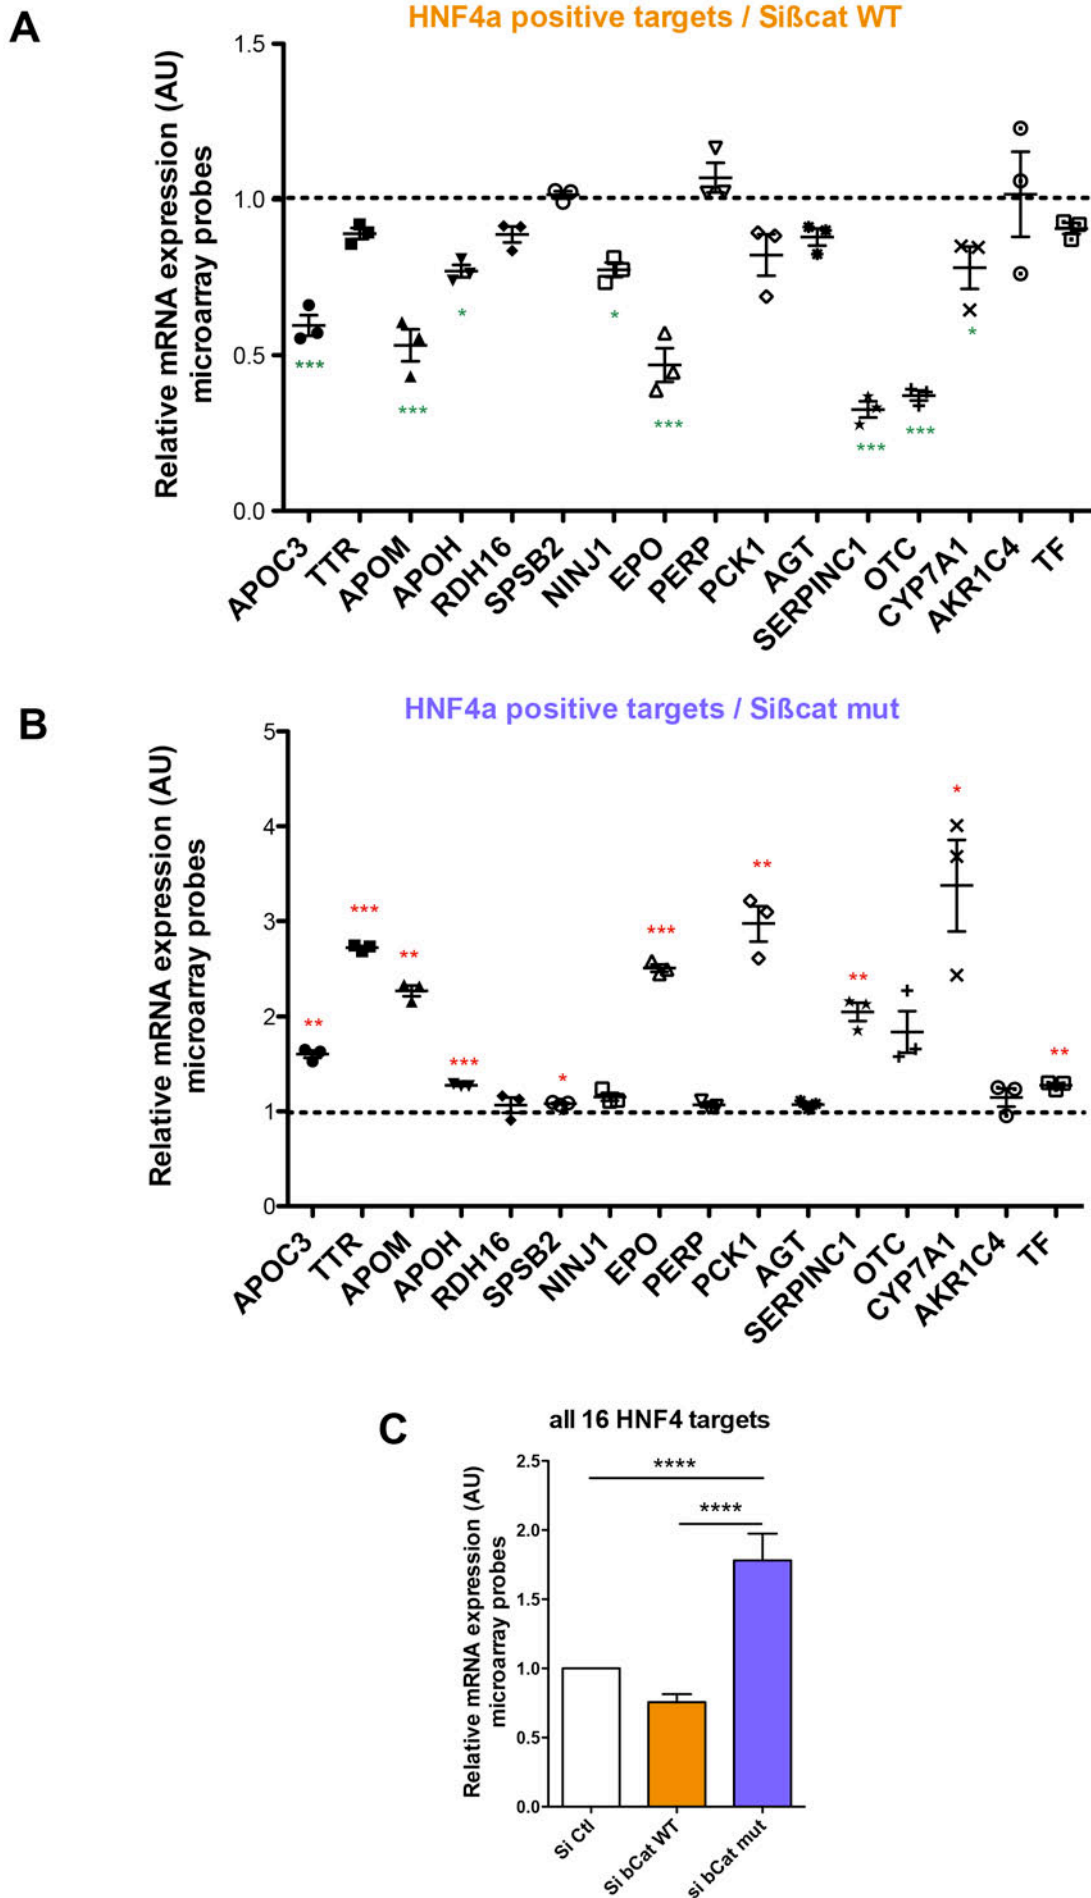 A
HNF4a positive targets / Sißcat WT
Relative mRNA expression (AU)
microarray probes
1.5
1.0
0.5
0.0
*** *** * * *** *** *** *
APOC3 TTR APOM APOH RDH16 SPSB2 NINJ1 EPO PERP PCK1 AGT SERPINC1 OTC CYP7A1 AKR1C4 TF
B
HNF4a positive targets / Sißcat mut
Relative mRNA expression (AU)
microarray probes
5
4
3
2
1
0
** *** ** *** * *** ** ** * **
APOC3 TTR APOM APOH RDH16 SPSB2 NINJ1 EPO PERP PCK1 AGT SERPINC1 OTC CYP7A1 AKR1C4 TF
C
all 16 HNF4 targets
Relative mRNA expression (AU)
microarray probes
2.5
2.0
1.5
1.0
0.5
0.0
****
****
Si Ctl Si bCat WT si bCat mut